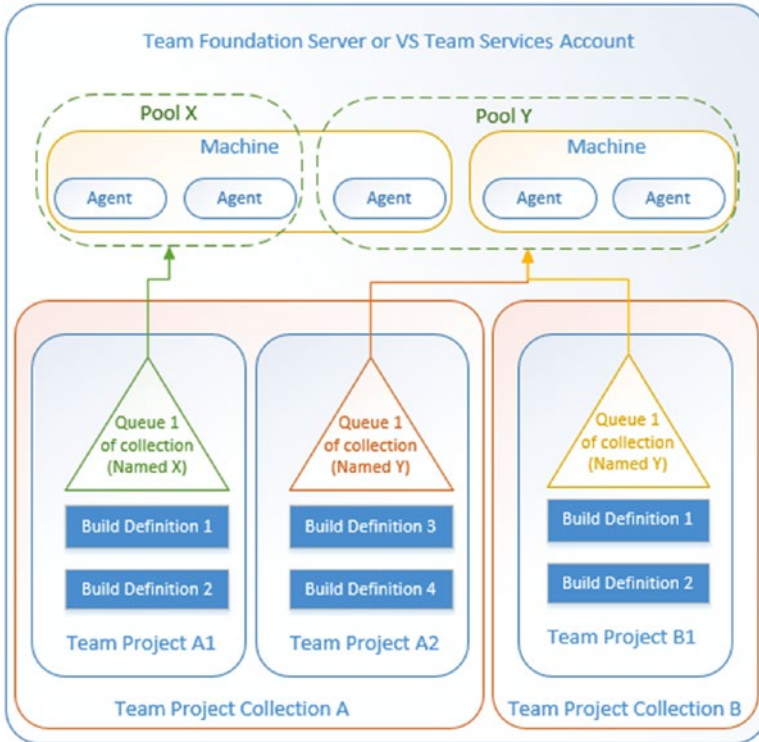 Team Foundation Server or VS Team Services Account
Pool X
Pool Y
Machine
Machine
Agent
Agent
Agent
Agent
Agent
Queue 1
of collection
(Named X)
Build Definition 1
Build Definition 2
Team Project A1
Queue 1
of collection
(Named Y)
Build Definition 3
Build Definition 4
Team Project A2
Team Project Collection A
Queue 1
of collection
(Named Y)
Build Definition 1
Build Definition 2
Team Project B1
Team Project Collection B